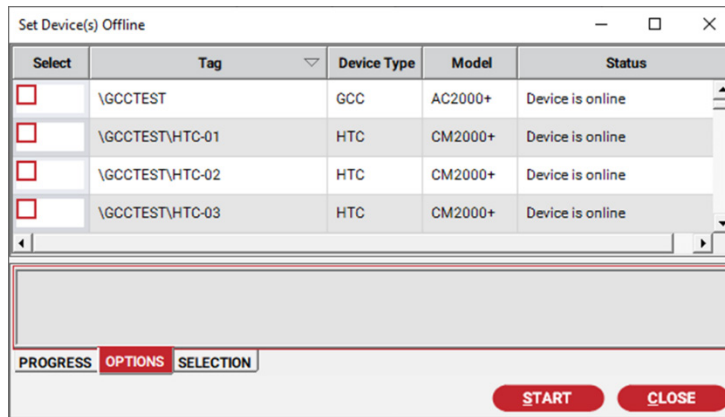 Set Device(s) Offline
Select Tag Device Type Model Status
\GCCTEST GCC AC2000+ Device is online
\GCCTEST\HTC-01 HTC CM2000+ Device is online
\GCCTEST\HTC-02 HTC CM2000+ Device is online
\GCCTEST\HTC-03 HTC CM2000+ Device is online
PROGRESS OPTIONS SELECTION
START CLOSE